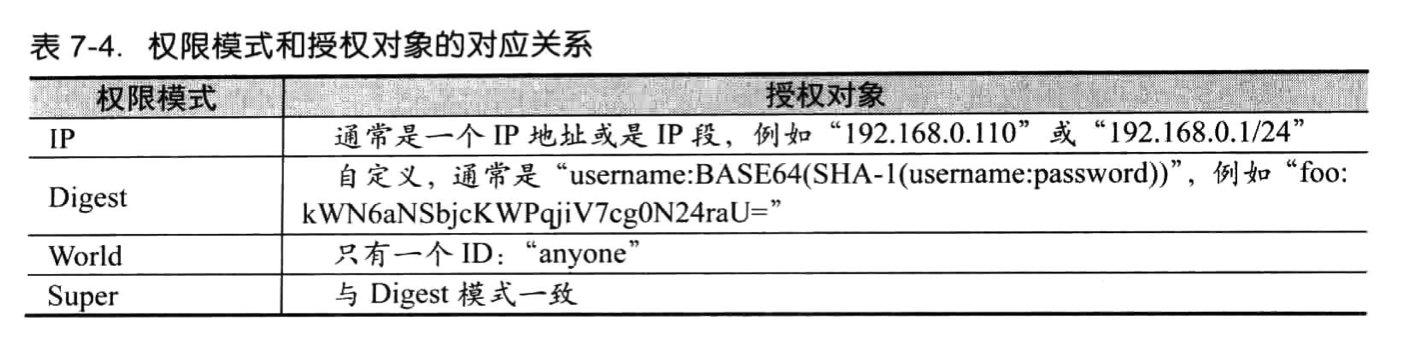 表 7-4. 权限模式和授权对象的对应关系
权限模式 授权对象
IP 通常是一个 IP 地址或是 IP 段，例如“192.168.0.110”或“192.168.0.1/24”
Digest 自定义，通常是“username:BASE64(SHA-1(username:password))”，例如“foo:
kWN6aNSbjcKWPqjiV7cg0N24raU=”
World 只有一个 ID：“anyone”
Super 与 Digest 模式一致